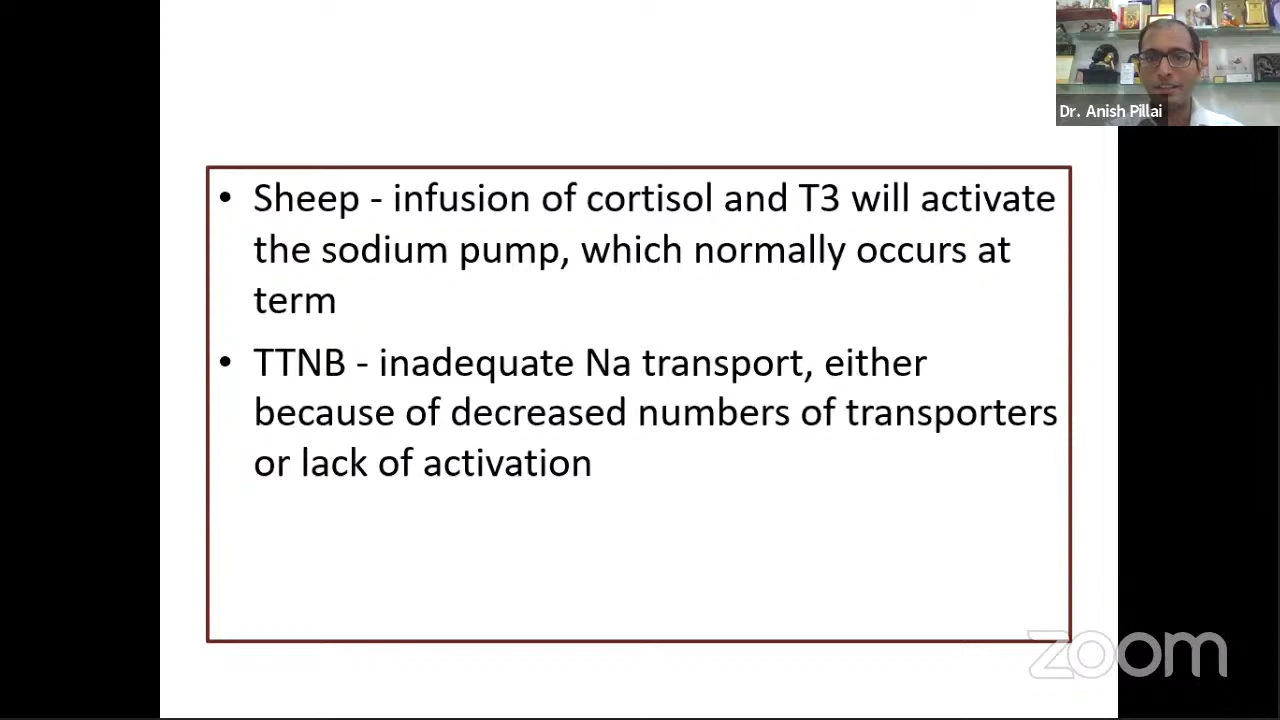 Dr. Anish Pillai
• Sheep - infusion of cortisol and T3 will activate
the sodium pump, which normally occurs at
term
• TTNB - inadequate Na transport, either
because of decreased numbers of transporters
or lack of activation
zoom